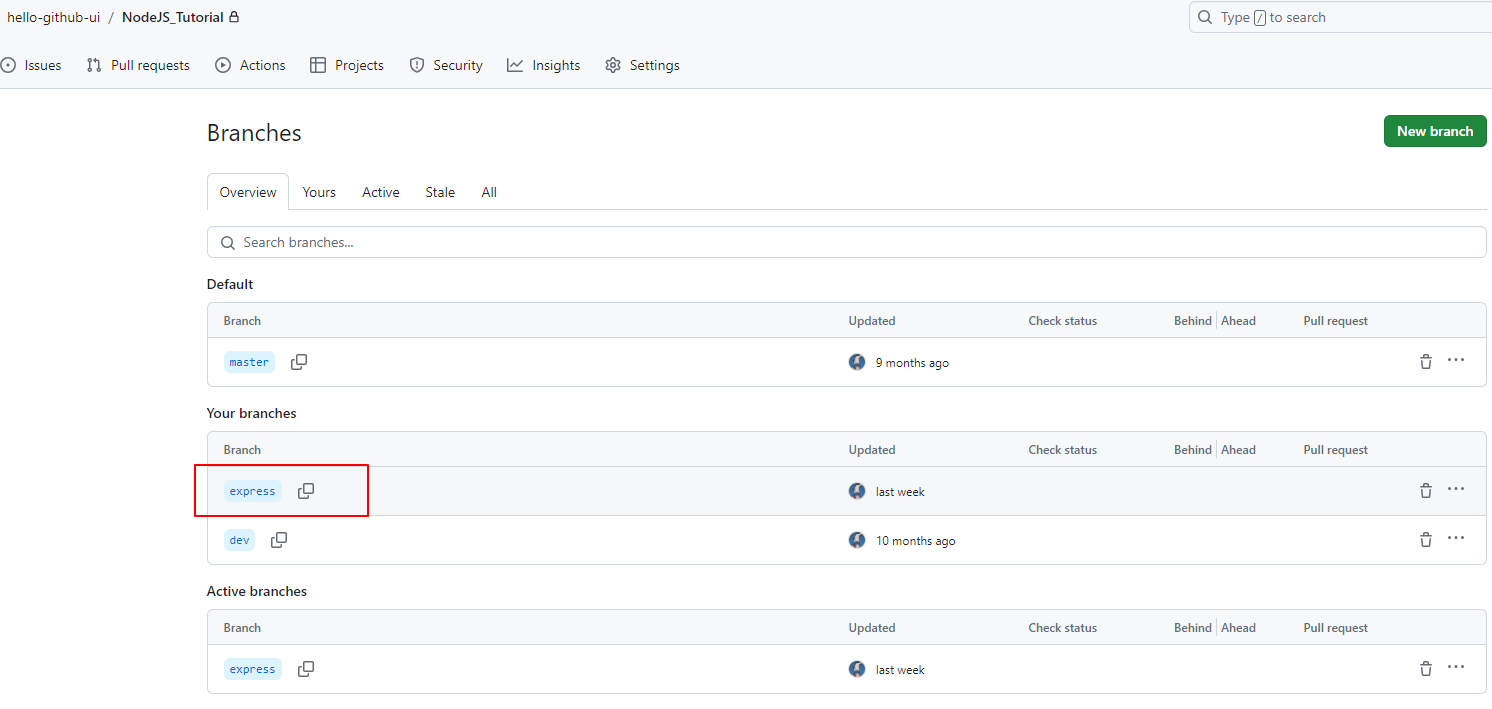 hello-github-ui / NodeJS_Tutorial
Type / to search
Issues Pull requests Actions Projects Security Insights Settings
Branches
New branch
Overview Yours Active Stale All
Search branches...
Default
Branch Updated Check status Behind Ahead Pull request
master 9 months ago
Your branches
Branch Updated Check status Behind Ahead Pull request
express last week
dev 10 months ago
Active branches
Branch Updated Check status Behind Ahead Pull request
express last week